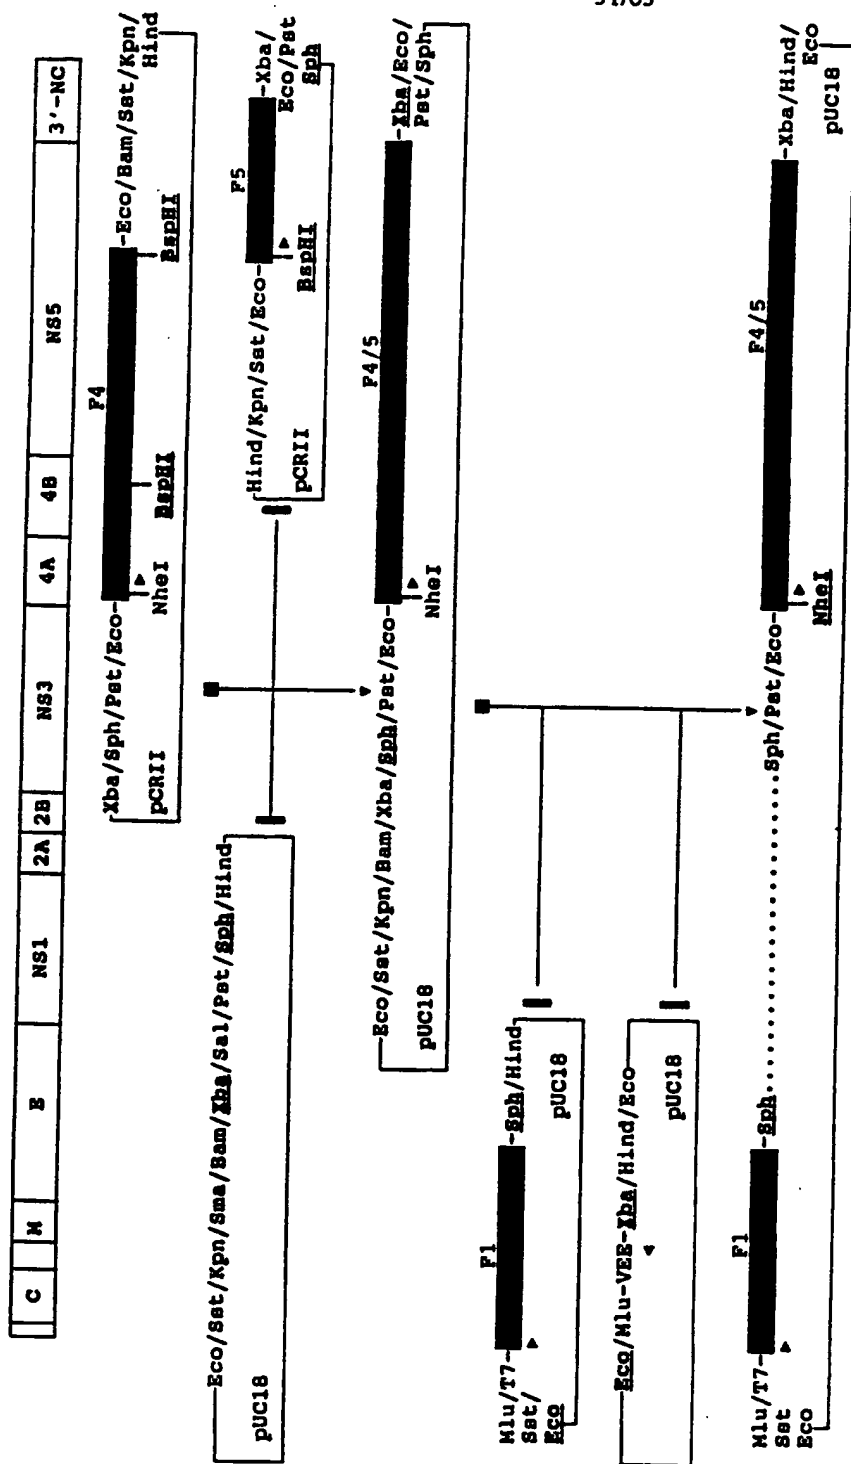 C M E NS1 2A 2B NS3 4A 4B NS5 3'-NC
F4
Xba/Sph/Pst/Eco- -Eco/Bam/Sst/Kpn/
Hind
NheI BspHI BspHI
pCRII
F5
Eco/Sst/Kpn/Sma/Bam/Xba/Sal/Pst/Sph/Hind
pUC18
Hind/Kpn/Sst/Eco- -Xba/
Eco/Pst
Sph
BspHI
pCRII
F4/5
Eco/Sst/Kpn/Bam/Xba/Sph/Pst/Eco- -Xba/Eco/
Pst/Sph
NheI
pUC18
F1
Mlu/T7- -Sph/Hind
Sst/
Eco
pUC18
Eco/Mlu-VEE-Xba/Hind/Eco
pUC18
F1 F4/5
Mlu/T7- -Sph..........Sph/Pst/Eco- -Xba/Hind/
Sst Eco
Eco
NheI
pUC18